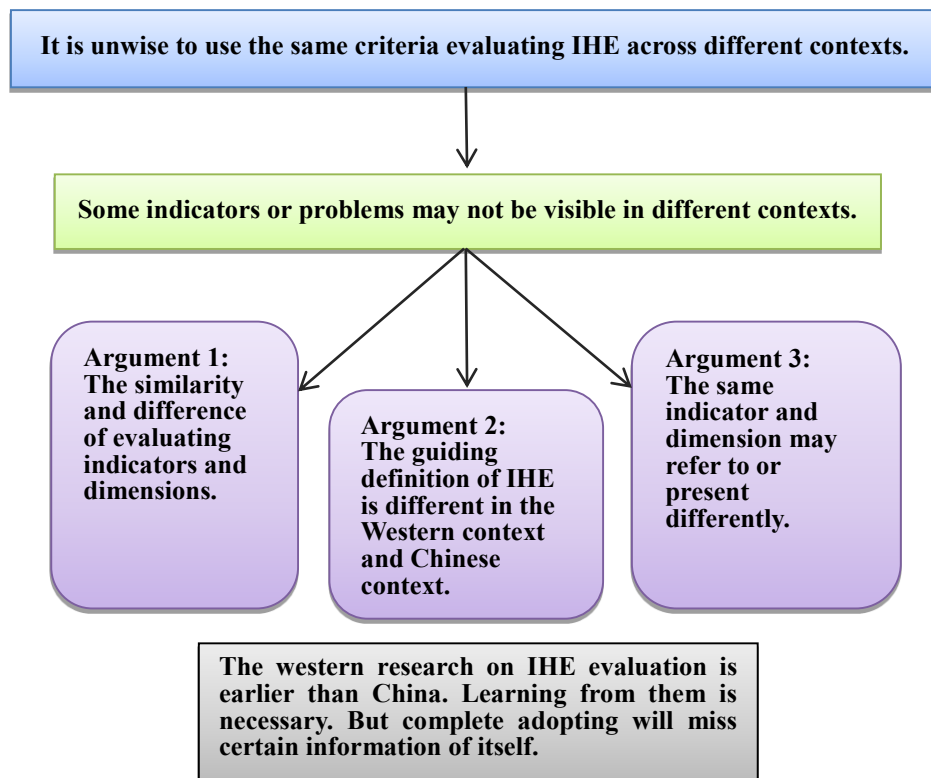 It is unwise to use the same criteria evaluating IHE across different contexts.
Some indicators or problems may not be visible in different contexts.
Argument 1:
The similarity
and difference
of evaluating
indicators and
dimensions.
Argument 2:
The guiding
definition of IHE
is different in the
Western context
and Chinese
context.
Argument 3:
The same
indicator and
dimension may
refer to or
present
differently.
The western research on IHE evaluation is
earlier than China. Learning from them is
necessary. But complete adopting will miss
certain information of itself.